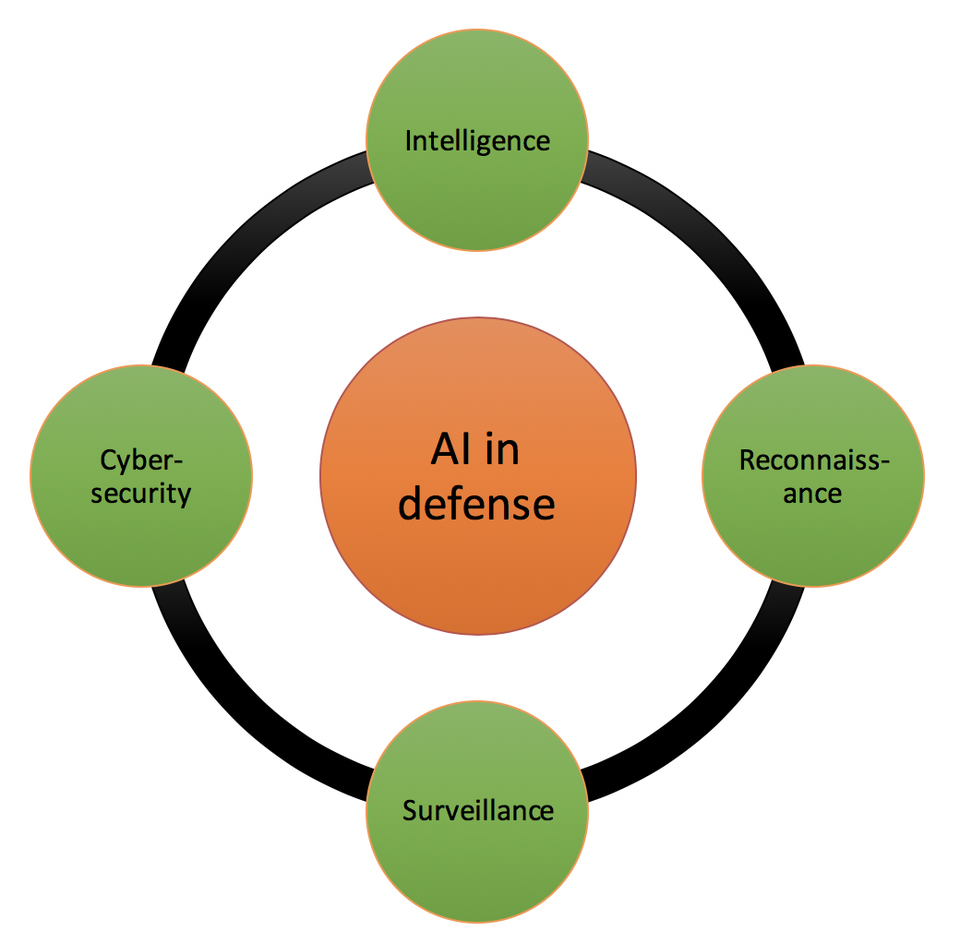 Intelligence
Cyber-
security
AI in
defense
Reconnaiss-
ance
Surveillance